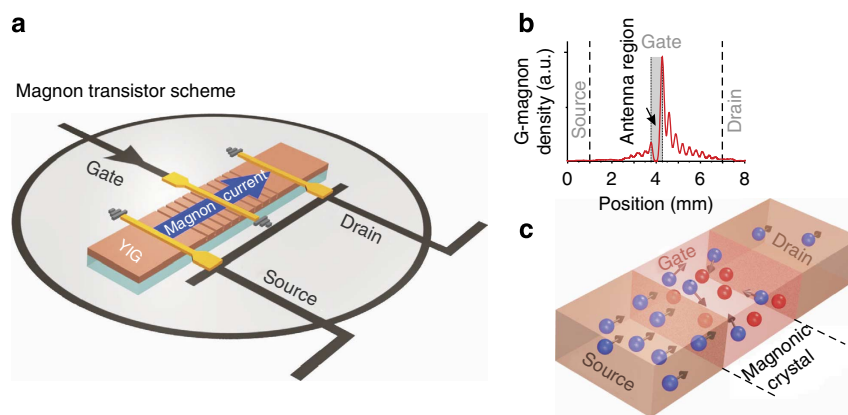 a
Magnon transistor scheme
Gate
Magnon current
YIG
Drain
Source
b
Gate
G-magnon
density (a.u.)
Source
Antenna region
Drain
0 2 4 6 8
Position (mm)
c
Gate
Drain
Source
Magnonic
crystal